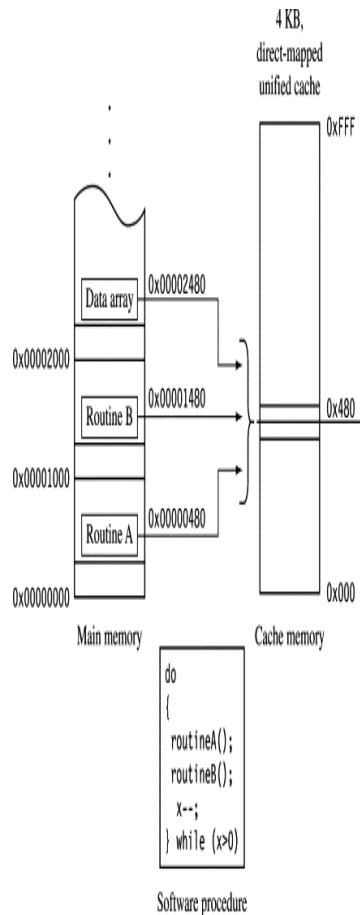 4 KB,
direct-mapped
unified cache
0xFFF
Data array
0x00002480
0x00002000
Routine B
0x00001480
0x480
0x00001000
Routine A
0x00000480
0x00000000
0x000
Main memory
Cache memory
do
{
routineA();
routineB();
x--;
} while (x>0)
Software procedure